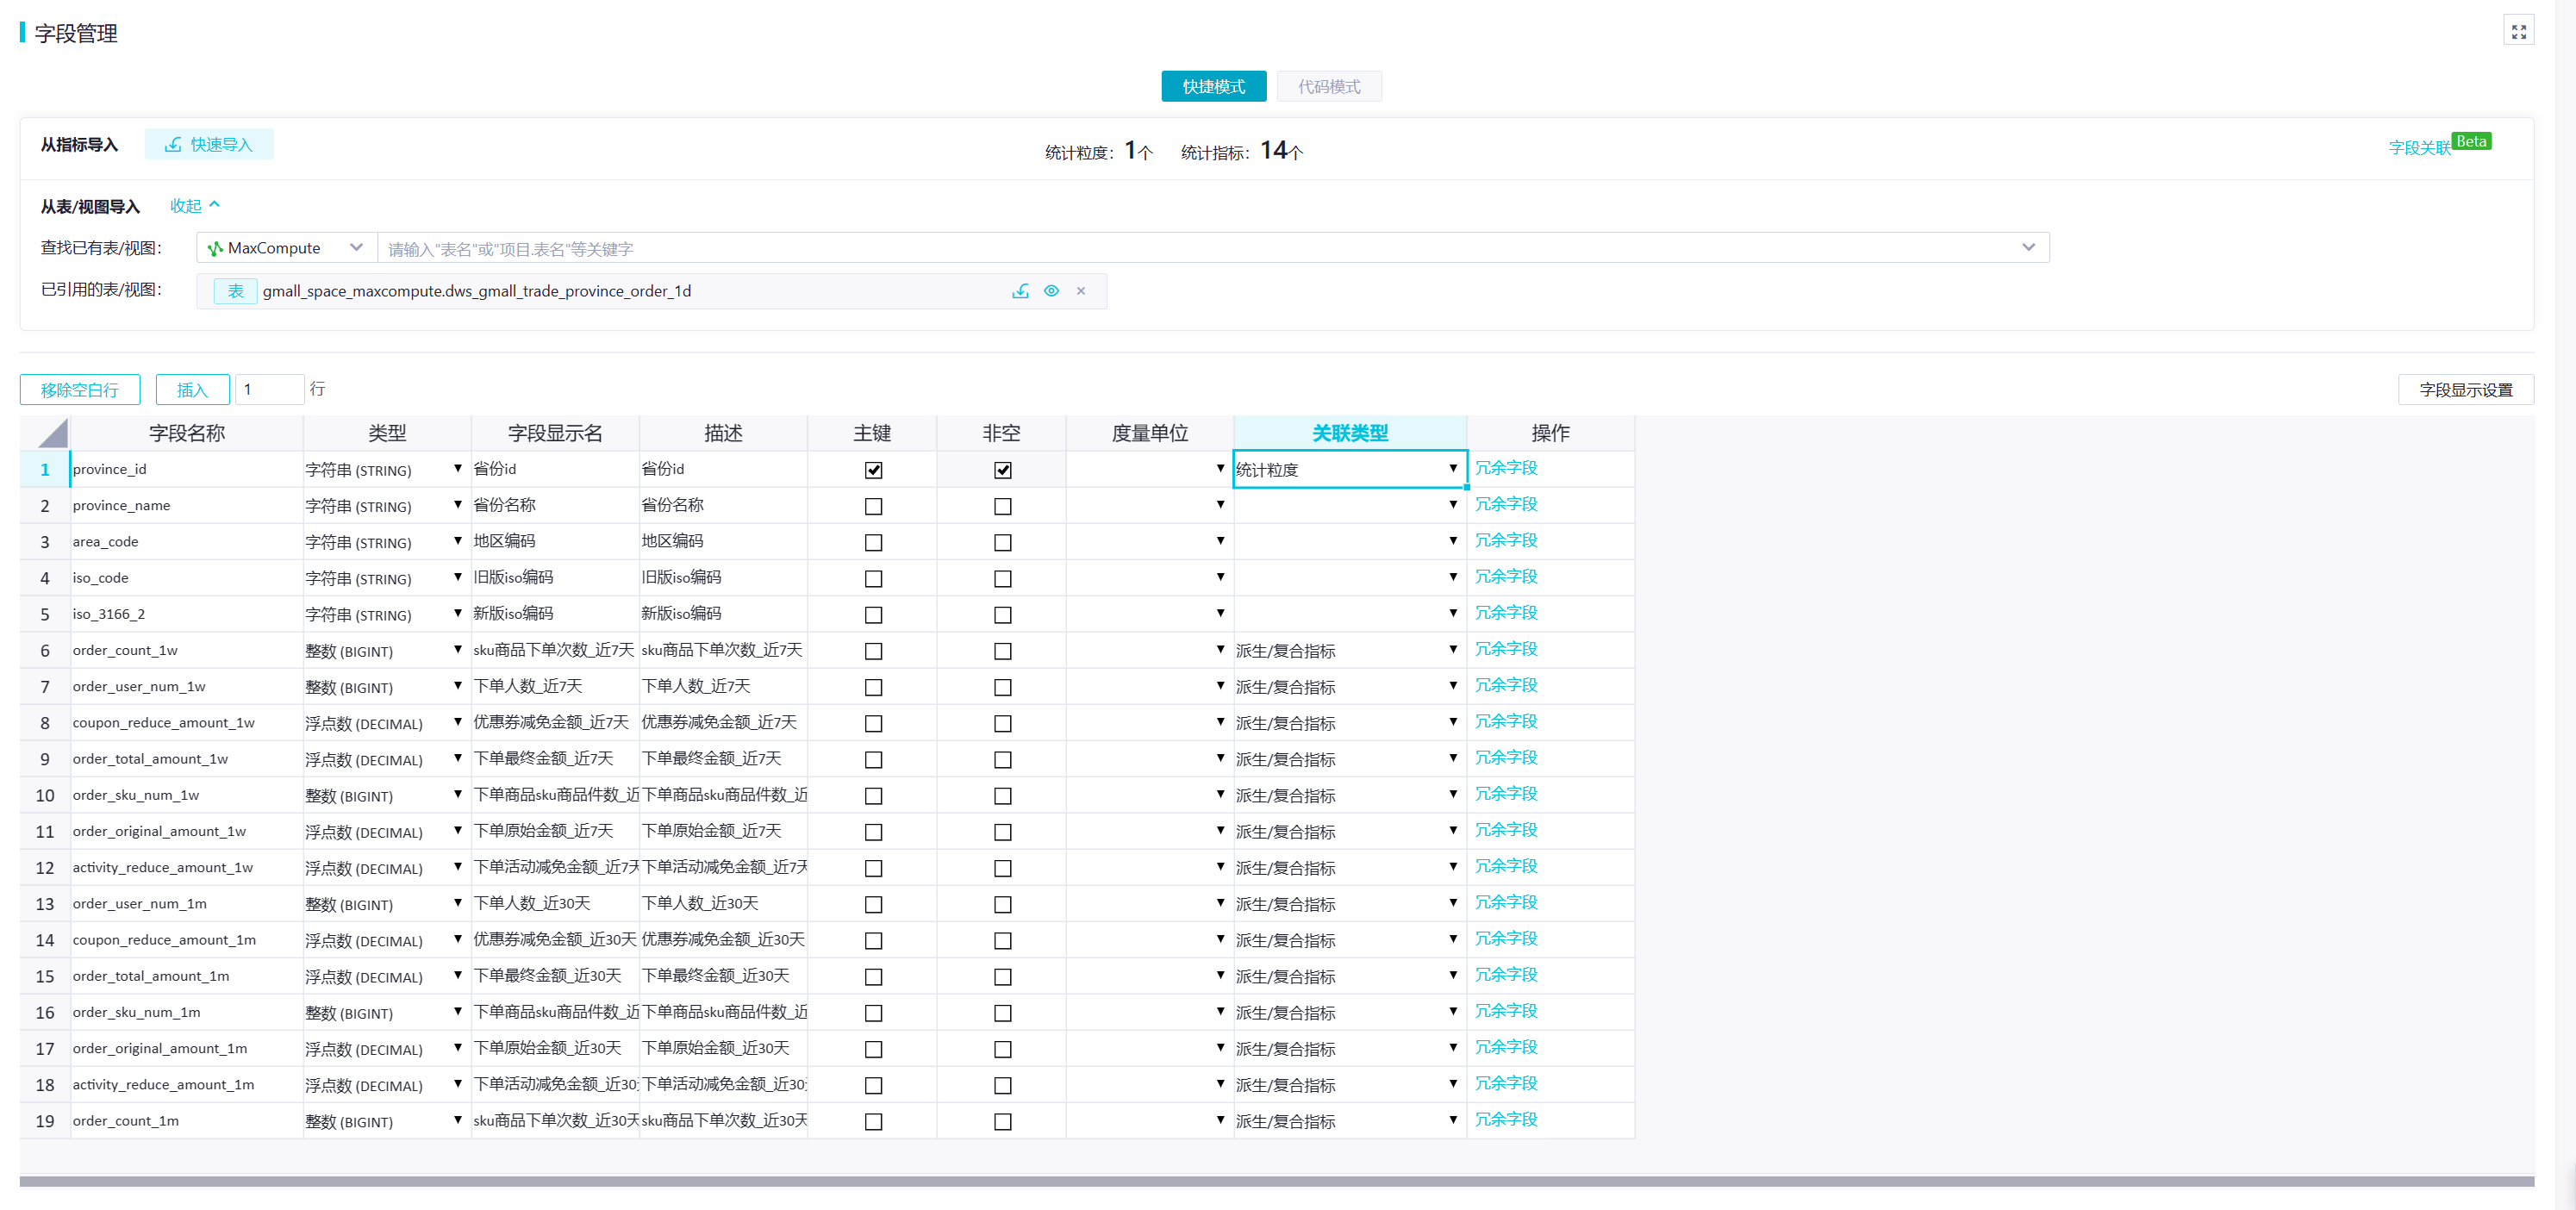 字段管理
快捷模式 代码模式
从指标导入 快速导入 统计粒度：1个 统计指标：14个 字段关联 Beta
从表/视图导入 收起
查找已有表/视图： MaxCompute 请输入"表名"或"项目.表名"等关键字
已引用的表/视图： 表 gmall_space_maxcompute.dws_gmall_trade_province_order_1d
移除空白行 插入 1 行 字段显示设置
字段名称 类型 字段显示名 描述 主键 非空 度量单位 关联类型 操作
1 province_id 字符串 (STRING) 省份id 省份id 统计粒度 冗余字段
2 province_name 字符串 (STRING) 省份名称 省份名称 冗余字段
3 area_code 字符串 (STRING) 地区编码 地区编码 冗余字段
4 iso_code 字符串 (STRING) 旧版iso编码 旧版iso编码 冗余字段
5 iso_3166_2 字符串 (STRING) 新版iso编码 新版iso编码 冗余字段
6 order_count_1w 整数 (BIGINT) sku商品下单次数_近7天 sku商品下单次数_近7天 派生/复合指标 冗余字段
7 order_user_num_1w 整数 (BIGINT) 下单人数_近7天 下单人数_近7天 派生/复合指标 冗余字段
8 coupon_reduce_amount_1w 浮点数 (DECIMAL) 优惠券减免金额_近7天 优惠券减免金额_近7天 派生/复合指标 冗余字段
9 order_total_amount_1w 浮点数 (DECIMAL) 下单最终金额_近7天 下单最终金额_近7天 派生/复合指标 冗余字段
10 order_sku_num_1w 整数 (BIGINT) 下单商品sku商品件数_近 下单商品sku商品件数_近 派生/复合指标 冗余字段
11 order_original_amount_1w 浮点数 (DECIMAL) 下单原始金额_近7天 下单原始金额_近7天 派生/复合指标 冗余字段
12 activity_reduce_amount_1w 浮点数 (DECIMAL) 下单活动减免金额_近7天 下单活动减免金额_近7天 派生/复合指标 冗余字段
13 order_user_num_1m 整数 (BIGINT) 下单人数_近30天 下单人数_近30天 派生/复合指标 冗余字段
14 coupon_reduce_amount_1m 浮点数 (DECIMAL) 优惠券减免金额_近30天 优惠券减免金额_近30天 派生/复合指标 冗余字段
15 order_total_amount_1m 浮点数 (DECIMAL) 下单最终金额_近30天 下单最终金额_近30天 派生/复合指标 冗余字段
16 order_sku_num_1m 整数 (BIGINT) 下单商品sku商品件数_近 下单商品sku商品件数_近 派生/复合指标 冗余字段
17 order_original_amount_1m 浮点数 (DECIMAL) 下单原始金额_近30天 下单原始金额_近30天 派生/复合指标 冗余字段
18 activity_reduce_amount_1m 浮点数 (DECIMAL) 下单活动减免金额_近30 下单活动减免金额_近30 派生/复合指标 冗余字段
19 order_count_1m 整数 (BIGINT) sku商品下单次数_近30天 sku商品下单次数_近30天 派生/复合指标 冗余字段